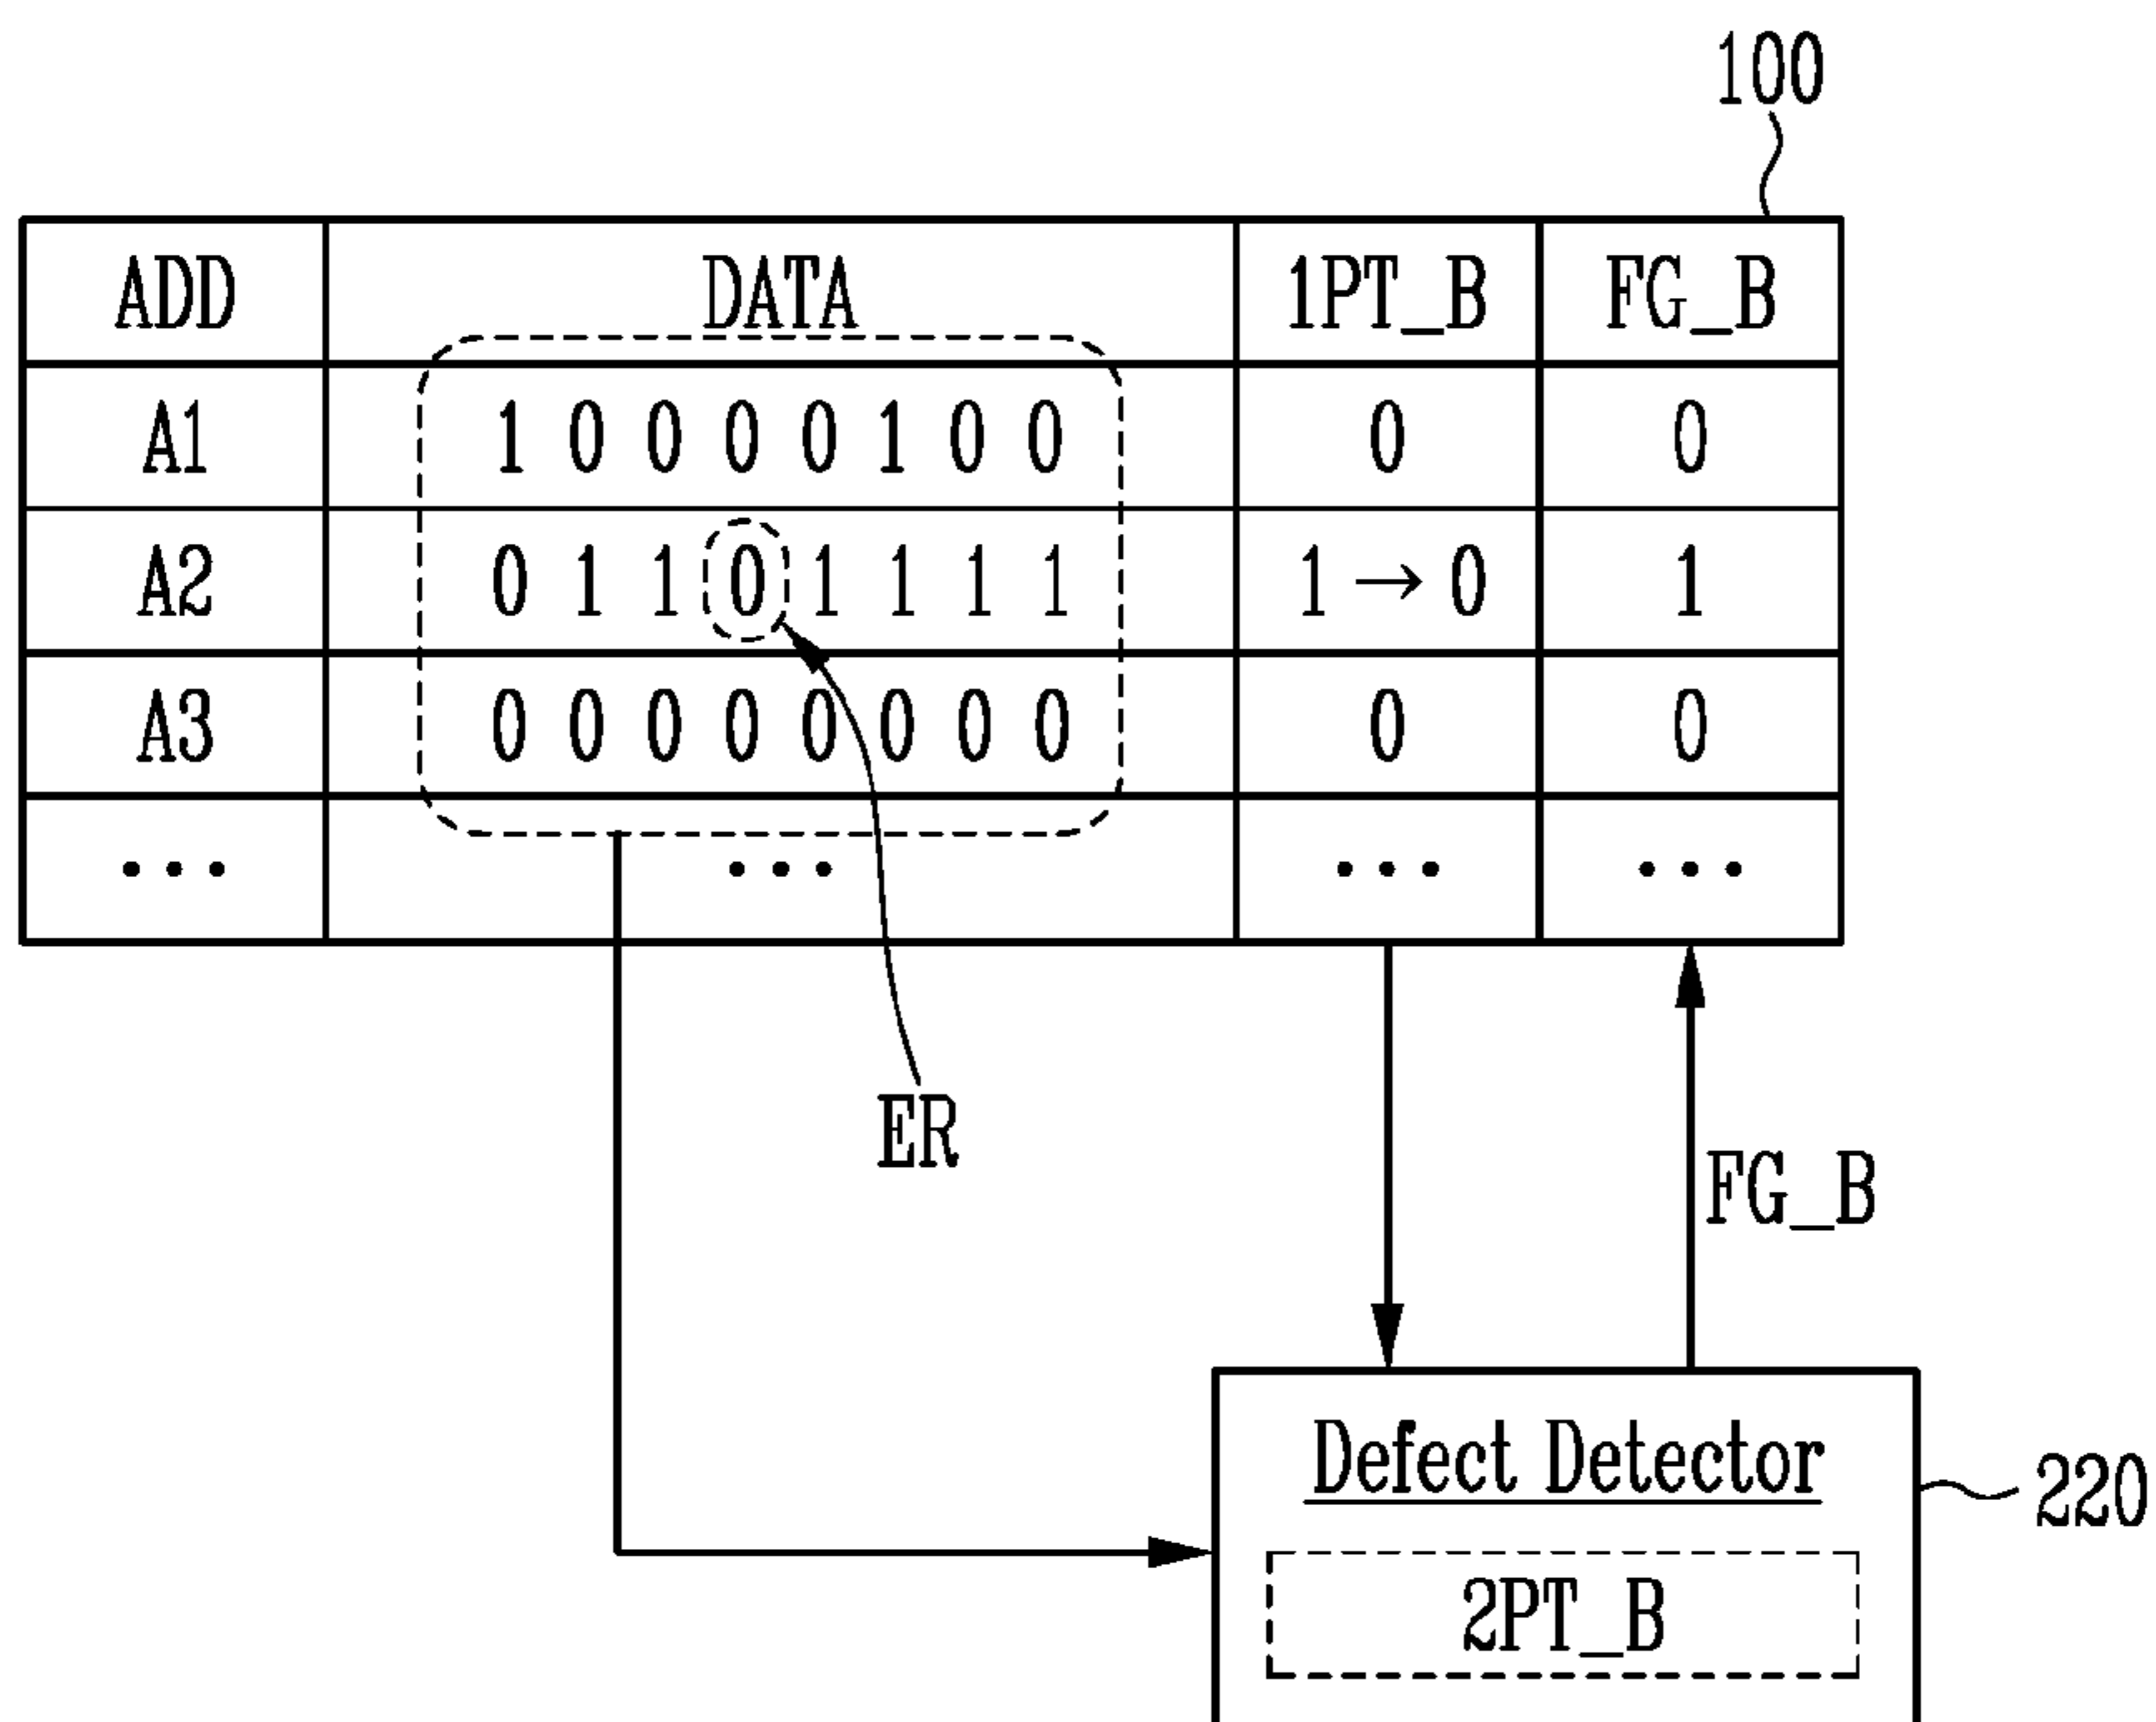 100
ADD DATA 1PT_B FG_B
A1 1 0 0 0 0 1 0 0 0 0
A2 0 1 1 0 1 1 1 1 1 → 0 1
A3 0 0 0 0 0 0 0 0 0 0
... ... ... ...
ER
FG_B
Defect Detector
220
2PT_B